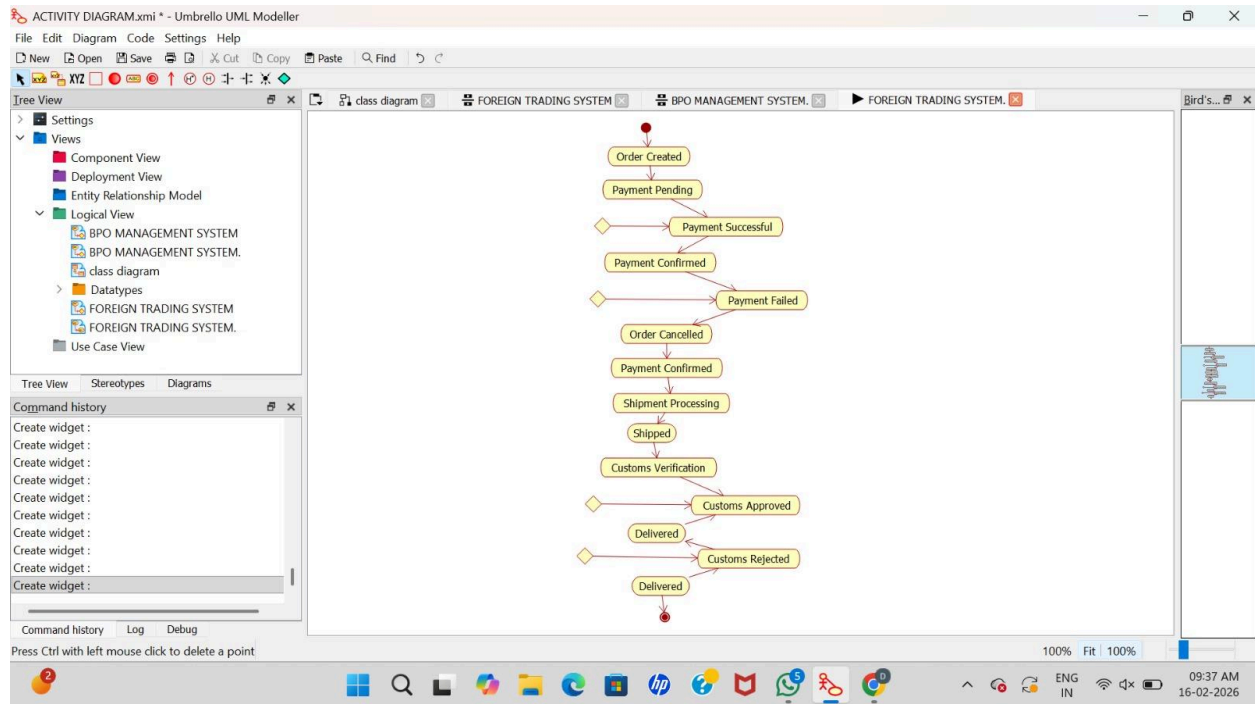 ACTIVITY DIAGRAM.xmi * - Umbrello UML Modeller
File Edit Diagram Code Settings Help
New Open Save Cut Copy Paste Find
XYZ XYZ ABC H H
Tree View
class diagram
FOREIGN TRADING SYSTEM
BPO MANAGEMENT SYSTEM.
FOREIGN TRADING SYSTEM.
Bird's...
Settings
Views
Component View
Deployment View
Entity Relationship Model
Logical View
BPO MANAGEMENT SYSTEM
BPO MANAGEMENT SYSTEM.
class diagram
Datatypes
FOREIGN TRADING SYSTEM
FOREIGN TRADING SYSTEM.
Use Case View
Tree View Stereotypes Diagrams
Command history
Create widget :
Create widget :
Create widget :
Create widget :
Create widget :
Create widget :
Create widget :
Create widget :
Create widget :
Create widget :
Command history Log Debug
Order Created
Payment Pending
Payment Successful
Payment Confirmed
Payment Failed
Order Cancelled
Payment Confirmed
Shipment Processing
Shipped
Customs Verification
Customs Approved
Delivered
Customs Rejected
Delivered
Press Ctrl with left mouse click to delete a point
100% Fit 100%
2
hp
5
D
ENG
IN
09:37 AM
16-02-2026